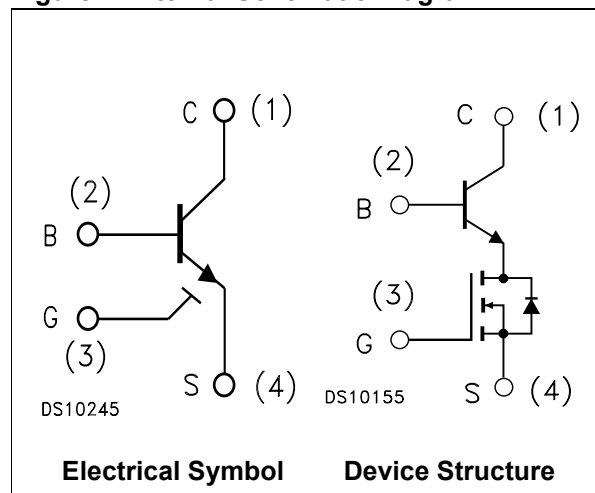 C (1)
(2)
B
G
(3)
S (4)
DS10245
C (1)
(2)
B
(3)
G
S (4)
DS10155
Electrical Symbol
Device Structure